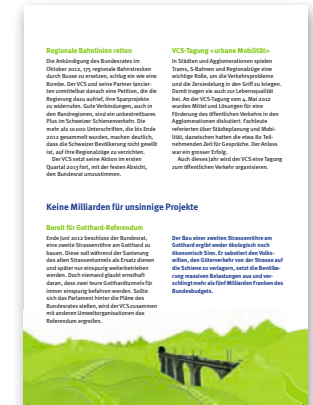 Regionale Bahnlinien retten
Die Ankündigung des Bundesrates im
Oktober 2012, 175 regionale Bahnstrecken
durch Busse zu ersetzen, schlug ein wie eine
Bombe. Der VCS und seine Partner lancier-
ten unmittelbar danach eine Petition, die die
Regierung dazu aufrief, ihre Sparprojekte
zu widerrufen. Gute Verbindungen, auch in
den Randregionen, sind ein unbestreitbares
Plus im Schweizer Schienenverkehr. Die
mehr als 10 000 Unterschriften, die bis Ende
2012 gesammelt wurden, machen deutlich,
dass die Schweizer Bevölkerung nicht gewillt
ist, auf ihre Regionalzüge zu verzichten.
Der VCS setzt seine Aktion im ersten
Quartal 2013 fort, mit der festen Absicht,
den Bundesrat umzustimmen.
VCS-Tagung «urbane Mobilität»
In Städten und Agglomerationen spielen
Trams, S-Bahnen und Regionalzüge eine
wichtige Rolle, um die Verkehrsprobleme
und die Zersiedelung in den Griff zu kriegen.
Damit tragen sie auch zur Lebensqualität
bei. An der VCS-Tagung vom 4. Mai 2012
wurden Mittel und Lösungen für eine
Förderung des öffentlichen Verkehrs in den
Agglomerationen diskutiert. Fachleute
referierten über Städteplanung und Mobi-
lität, dazwischen hatten die etwa 80 Teil-
nehmenden Zeit für Gespräche. Der Anlass
war ein grosser Erfolg.
Auch dieses Jahr wird der VCS eine Tagung
zum öffentlichen Verkehr organisieren.
Keine Milliarden für unsinnige Projekte
Bereit für Gotthard-Referendum
Ende Juni 2012 beschloss der Bundesrat,
eine zweite Strassenröhre am Gotthard zu
bauen. Diese soll während der Sanierung
des alten Strassentunnels als Ersatz dienen
und später nur einspurig weiterbetrieben
werden. Doch niemand glaubt ernsthaft
daran, dass zwei teure Gotthardtunnels für
immer einspurig befahren werden. Sollte
sich das Parlament hinter die Pläne des
Bundesrates stellen, wird der VCS zusammen
mit anderen Umweltorganisationen das
Referendum ergreifen.
Der Bau einer zweiten Strassenröhre am
Gotthard ergibt weder ökologisch noch
ökonomisch Sinn. Er sabotiert den Volks-
willen, den Güterverkehr von der Strasse auf
die Schiene zu verlagern, setzt die Bevölke-
rung massiven Belastungen aus und ver-
schlingt mehr als fünf Milliarden Franken des
Bundesbudgets.